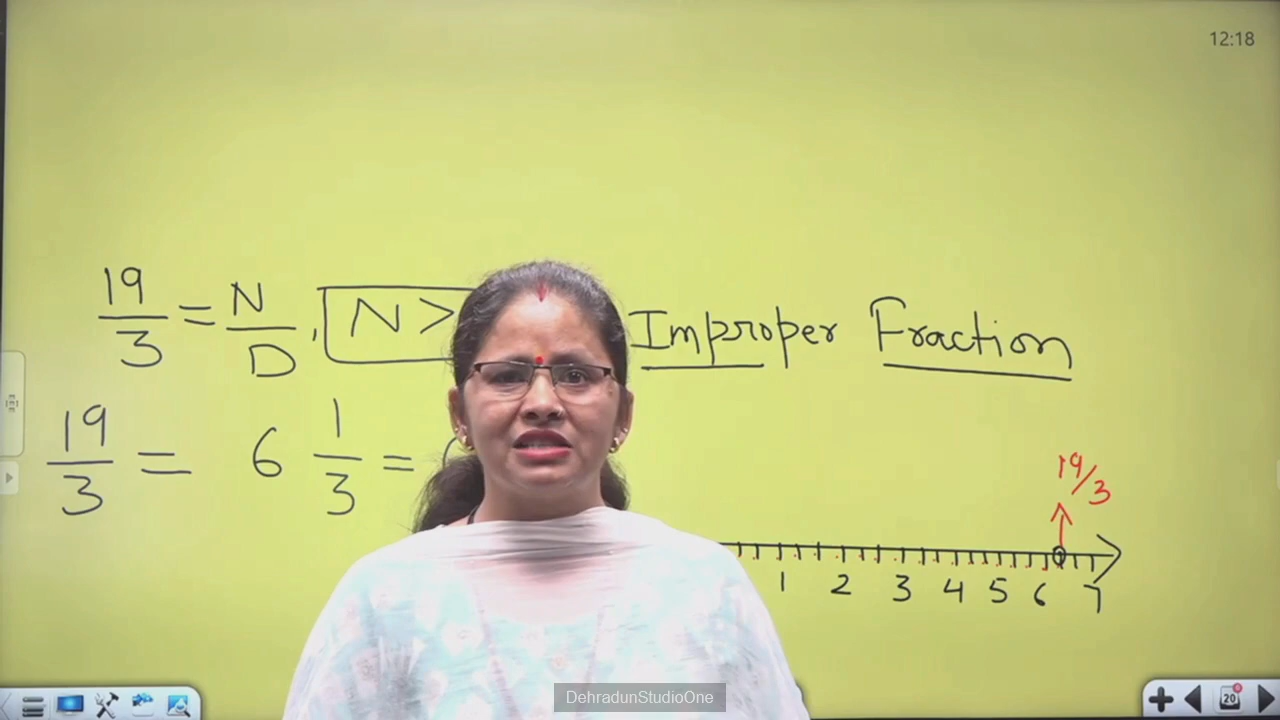 12:18
19/3 = N/D, N > Improper Fraction
19/3 = 6 1/3 =
19/3
1 2 3 4 5 6 7
DehradunStudioOne
20